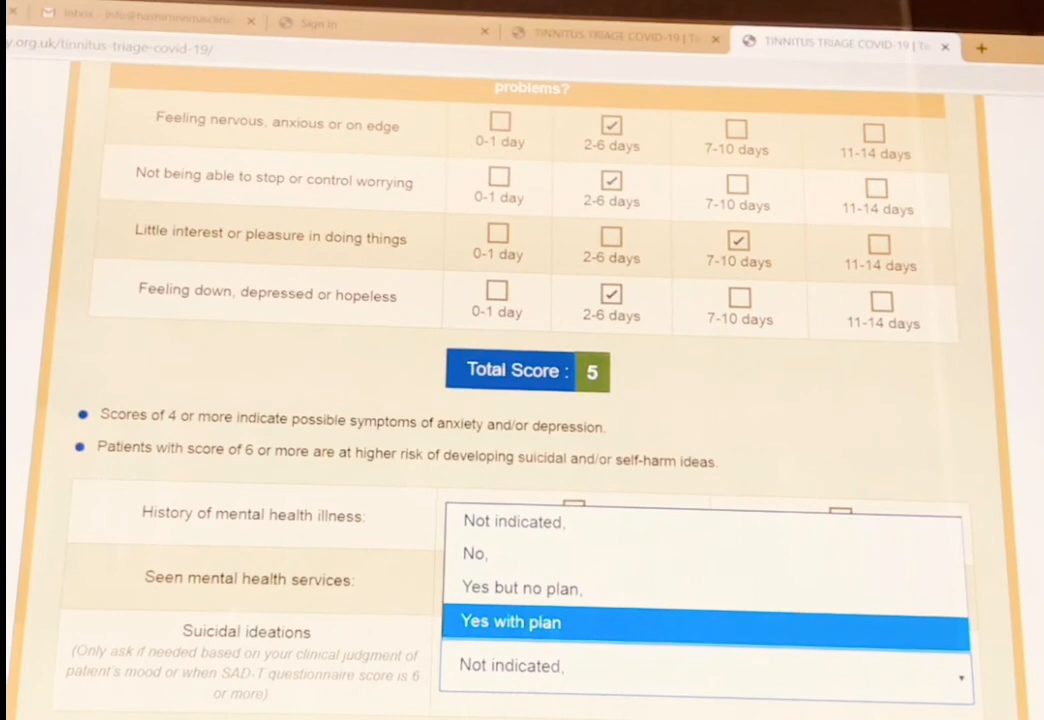 Sign in
TINNITUS TRIAGE COVID-19 | Ti
TINNITUS TRIAGE COVID-19 | Ti
y.org.uk/tinnitus-triage-covid-19/
problems?
Feeling nervous, anxious or on edge
0-1 day
2-6 days
7-10 days
11-14 days
Not being able to stop or control worrying
0-1 day
2-6 days
7-10 days
11-14 days
Little interest or pleasure in doing things
0-1 day
2-6 days
7-10 days
11-14 days
Feeling down, depressed or hopeless
0-1 day
2-6 days
7-10 days
11-14 days
Total Score : 5
Scores of 4 or more indicate possible symptoms of anxiety and/or depression.
Patients with score of 6 or more are at higher risk of developing suicidal and/or self-harm ideas.
History of mental health illness:
Not indicated,
No,
Seen mental health services:
Yes but no plan,
Yes with plan
Suicidal ideations
(Only ask if needed based on your clinical judgment of
patient's mood or when SAD-T questionnaire score is 6
or more)
Not indicated,